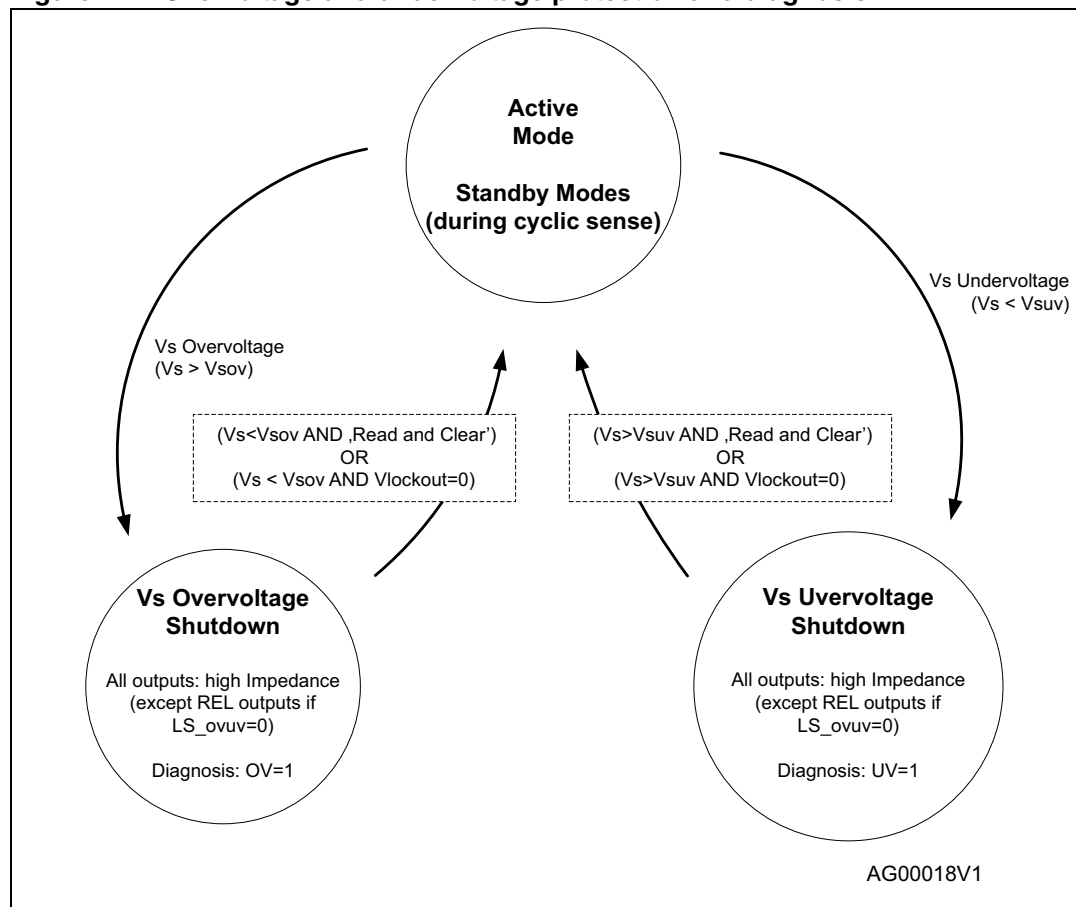 Active
Mode
Standby Modes
(during cyclic sense)
Vs Undervoltage
(Vs < Vsuv)
Vs Overvoltage
(Vs > Vsov)
(Vs<Vsov AND ‚Read and Clear’)
OR
(Vs < Vsov AND Vlockout=0)
(Vs>Vsuv AND ‚Read and Clear’)
OR
(Vs>Vsuv AND Vlockout=0)
Vs Overvoltage
Shutdown
All outputs: high Impedance
(except REL outputs if
LS_ovuv=0)
Diagnosis: OV=1
Vs Uvervoltage
Shutdown
All outputs: high Impedance
(except REL outputs if
LS_ovuv=0)
Diagnosis: UV=1
AG00018V1